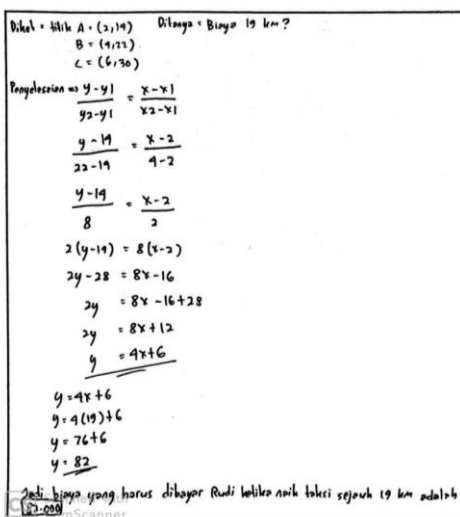 Diket = titik A = (2,14) Ditanya = Biaya 19 km?
B = (4,22)
C = (6,30)
Penyelesaian => y-y1 / y2-y1 = x-x1 / x2-x1
y-14 / 22-14 = x-2 / 4-2
y-14 / 8 = x-2 / 2
2(y-14) = 8(x-2)
2y-28 = 8x-16
2y = 8x-16+28
2y = 8x+12
y = 4x+6
y=4x+6
y=4(19)+6
y=76+6
y=82
Jadi biaya yang harus dibayar Rudi ketika naik taksi sejauh 19 km adalah